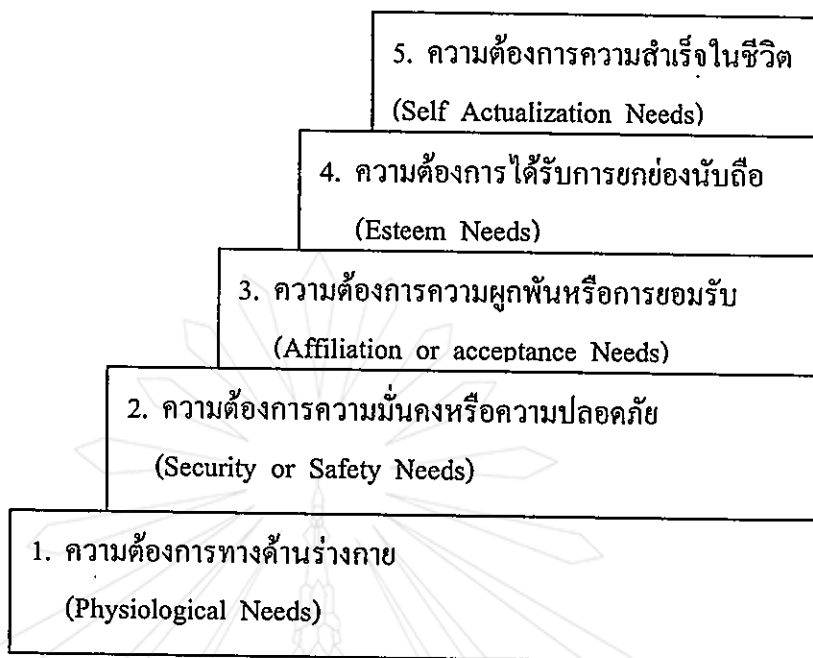 5. ความต้องการความสำเร็จในชีวิต
(Self Actualization Needs)
4. ความต้องการได้รับการยกย่องนับถือ
(Esteem Needs)
3. ความต้องการความผูกพันหรือการยอมรับ
(Affiliation or acceptance Needs)
2. ความต้องการความมั่นคงหรือความปลอดภัย
(Security or Safety Needs)
1. ความต้องการทางด้านร่างกาย
(Physiological Needs)